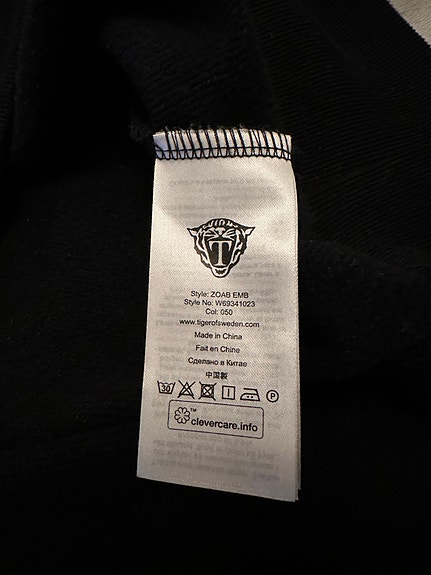 T
Style: ZOAB EMB
Style No: W69341023
Col: 050
www.tigerofsweden.com
Made in China
Fait en Chine
Сделано в Китае
中国製
30 P
™
clevercare.info